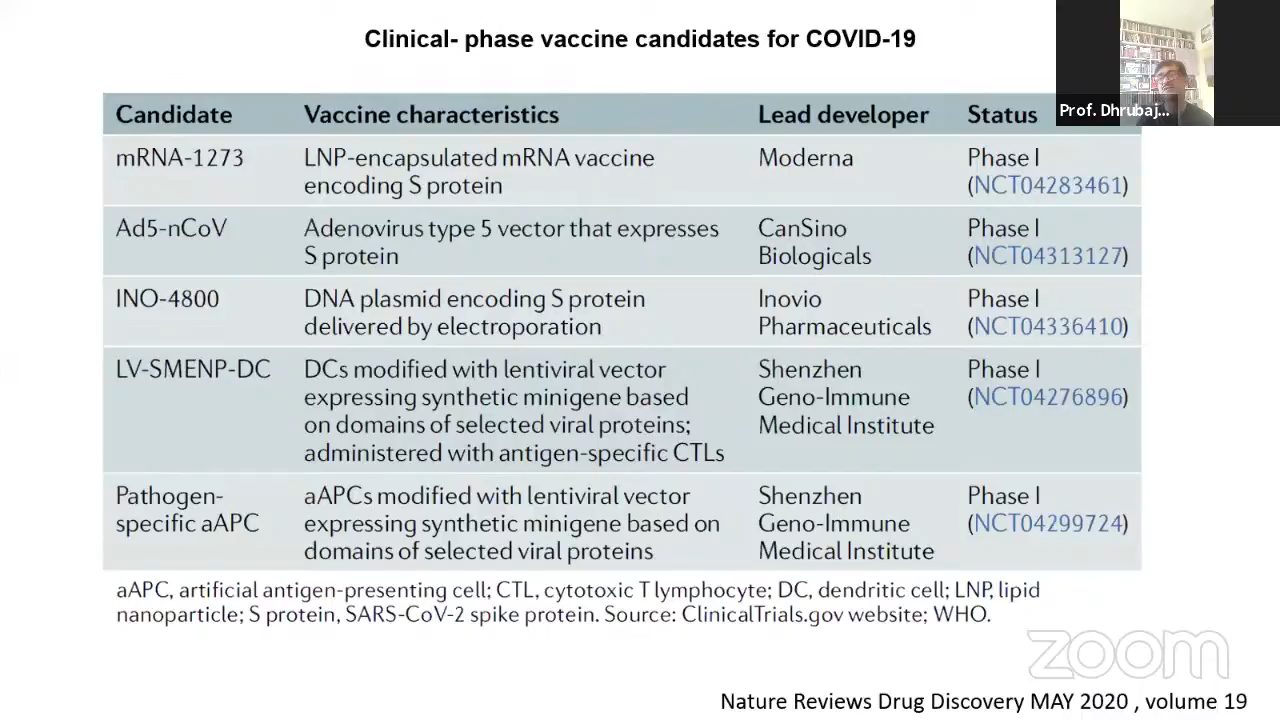 Clinical- phase vaccine candidates for COVID-19
Prof. Dhrubaj...
Candidate Vaccine characteristics Lead developer Status
mRNA-1273 LNP-encapsulated mRNA vaccine Moderna Phase I
encoding S protein (NCT04283461)
Ad5-nCoV Adenovirus type 5 vector that expresses CanSino Phase I
S protein Biologicals (NCT04313127)
INO-4800 DNA plasmid encoding S protein Inovio Phase I
delivered by electroporation Pharmaceuticals (NCT04336410)
LV-SMENP-DC DCs modified with lentiviral vector Shenzhen Phase I
expressing synthetic minigene based Geno-Immune (NCT04276896)
on domains of selected viral proteins; Medical Institute
administered with antigen-specific CTLs
Pathogen- aAPCs modified with lentiviral vector Shenzhen Phase I
specific aAPC expressing synthetic minigene based on Geno-Immune (NCT04299724)
domains of selected viral proteins Medical Institute
aAPC, artificial antigen-presenting cell; CTL, cytotoxic T lymphocyte; DC, dendritic cell; LNP, lipid
nanoparticle; S protein, SARS-CoV-2 spike protein. Source: ClinicalTrials.gov website; WHO.
zoom
Nature Reviews Drug Discovery MAY 2020 , volume 19